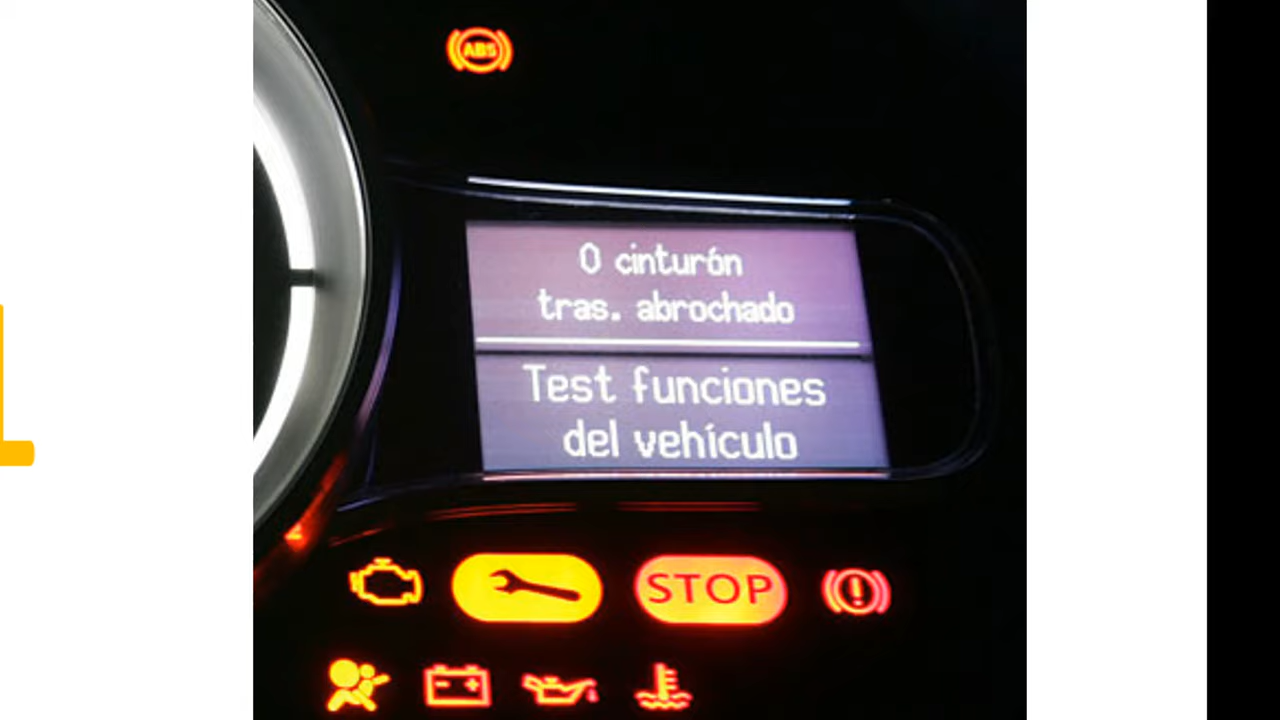 ABS
0 cinturón
tras. abrochado
Test funciones
del vehículo
STOP